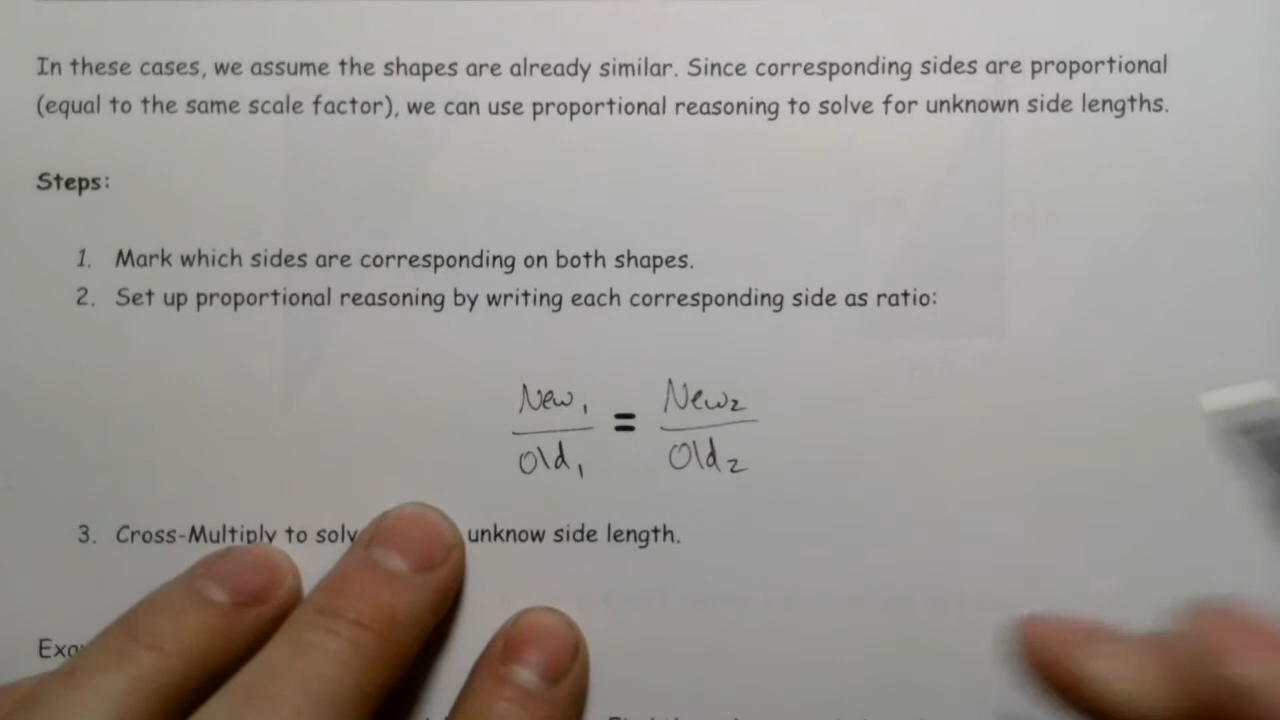 In these cases, we assume the shapes are already similar. Since corresponding sides are proportional
(equal to the same scale factor), we can use proportional reasoning to solve for unknown side lengths.
Steps:
1. Mark which sides are corresponding on both shapes.
2. Set up proportional reasoning by writing each corresponding side as ratio:
New₁ = New₂
Old₁ Old₂
3. Cross-Multiply to unknow side length.